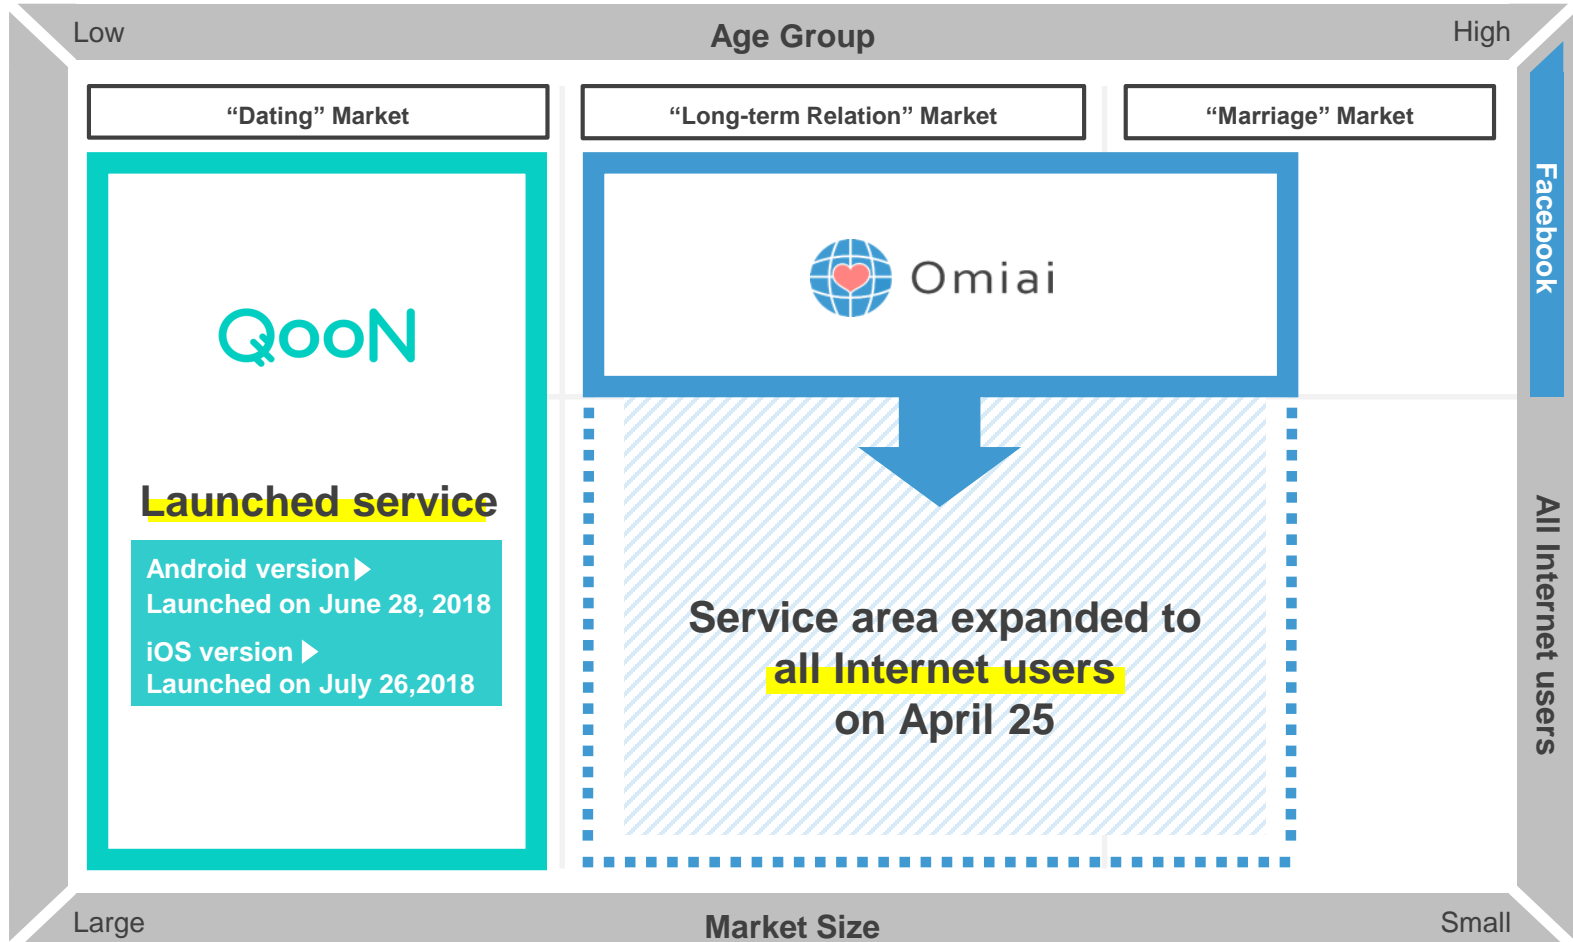 Low
Age Group
High
“Dating” Market
“Long-term Relation” Market
“Marriage” Market
QooN
Launched service
Android version▶
Launched on June 28, 2018
iOS version ▶
Launched on July 26,2018
Omiai
Service area expanded to
all Internet users
on April 25
Facebook
All Internet users
Large
Market Size
Small